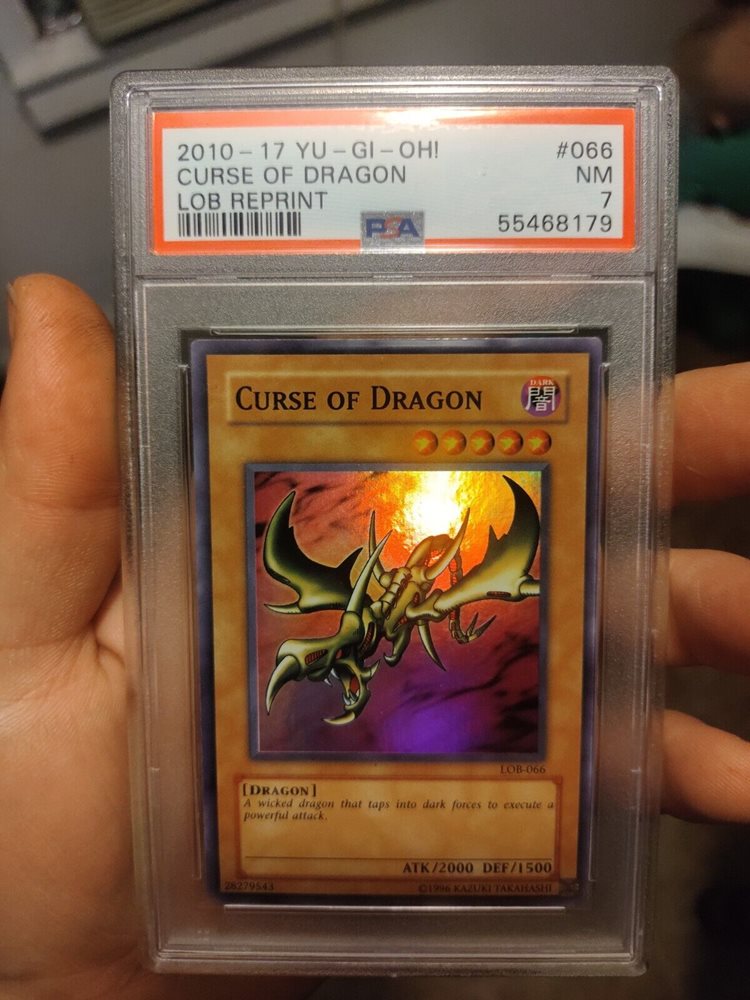 2010 - 17 YU - GI - OH! #066
CURSE OF DRAGON NM
LOB REPRINT 7
PSA 55468179
CURSE OF DRAGON
DARK
闇
LOB-066
[DRAGON]
A wicked dragon that taps into dark forces to execute a
powerful attack.
ATK/2000 DEF/1500
28279543 ©1996 KAZUKI TAKAHASHI